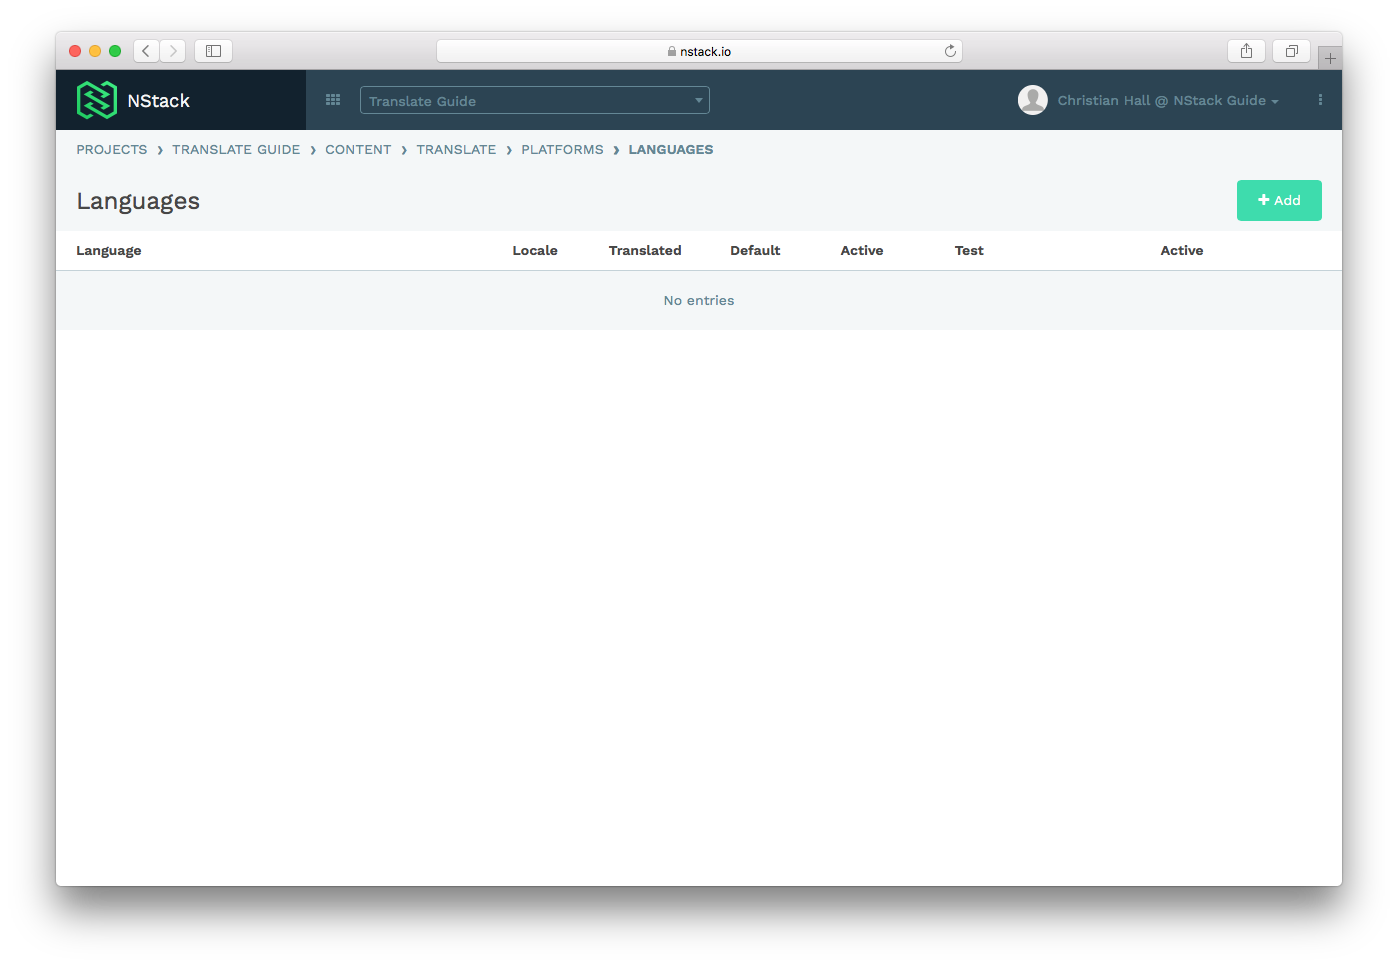 nstack.io
NStack
Translate Guide
Christian Hall @ NStack Guide
PROJECTS › TRANSLATE GUIDE › CONTENT › TRANSLATE › PLATFORMS › LANGUAGES
Languages
+ Add
Language Locale Translated Default Active Test Active
No entries